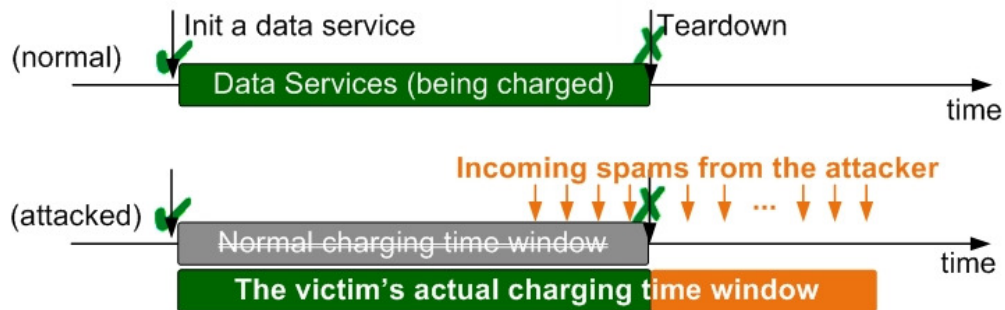 Init a data service
Teardown
(normal)
Data Services (being charged)
time
Incoming spams from the attacker
...
(attacked)
Normal charging time window
time
The victim's actual charging time window